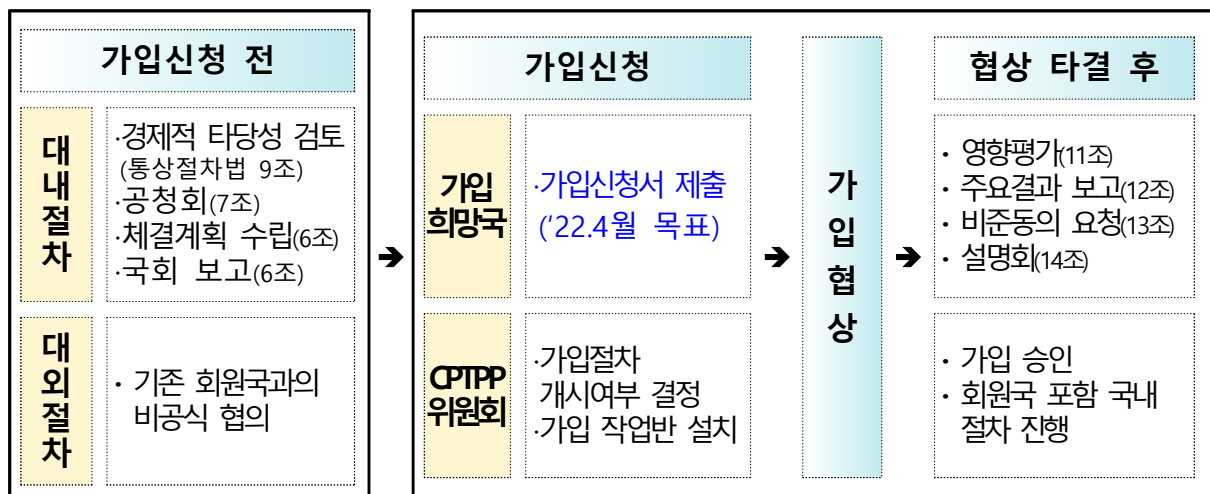 가입신청 전
대내절차
·경제적 타당성 검토
(통상절차법 9조)
·공청회(7조)
·체결계획 수립(6조)
·국회 보고(6조)
대외절차
· 기존 회원국과의
비공식 협의
가입신청
가입
희망국
·가입신청서 제출
('22.4월 목표)
CPTPP
위원회
·가입절차
개시여부 결정
·가입 작업반 설치
가입협상
협상 타결 후
· 영향평가(11조)
· 주요결과 보고(12조)
· 비준동의 요청(13조)
· 설명회(14조)
· 가입 승인
· 회원국 포함 국내
절차 진행